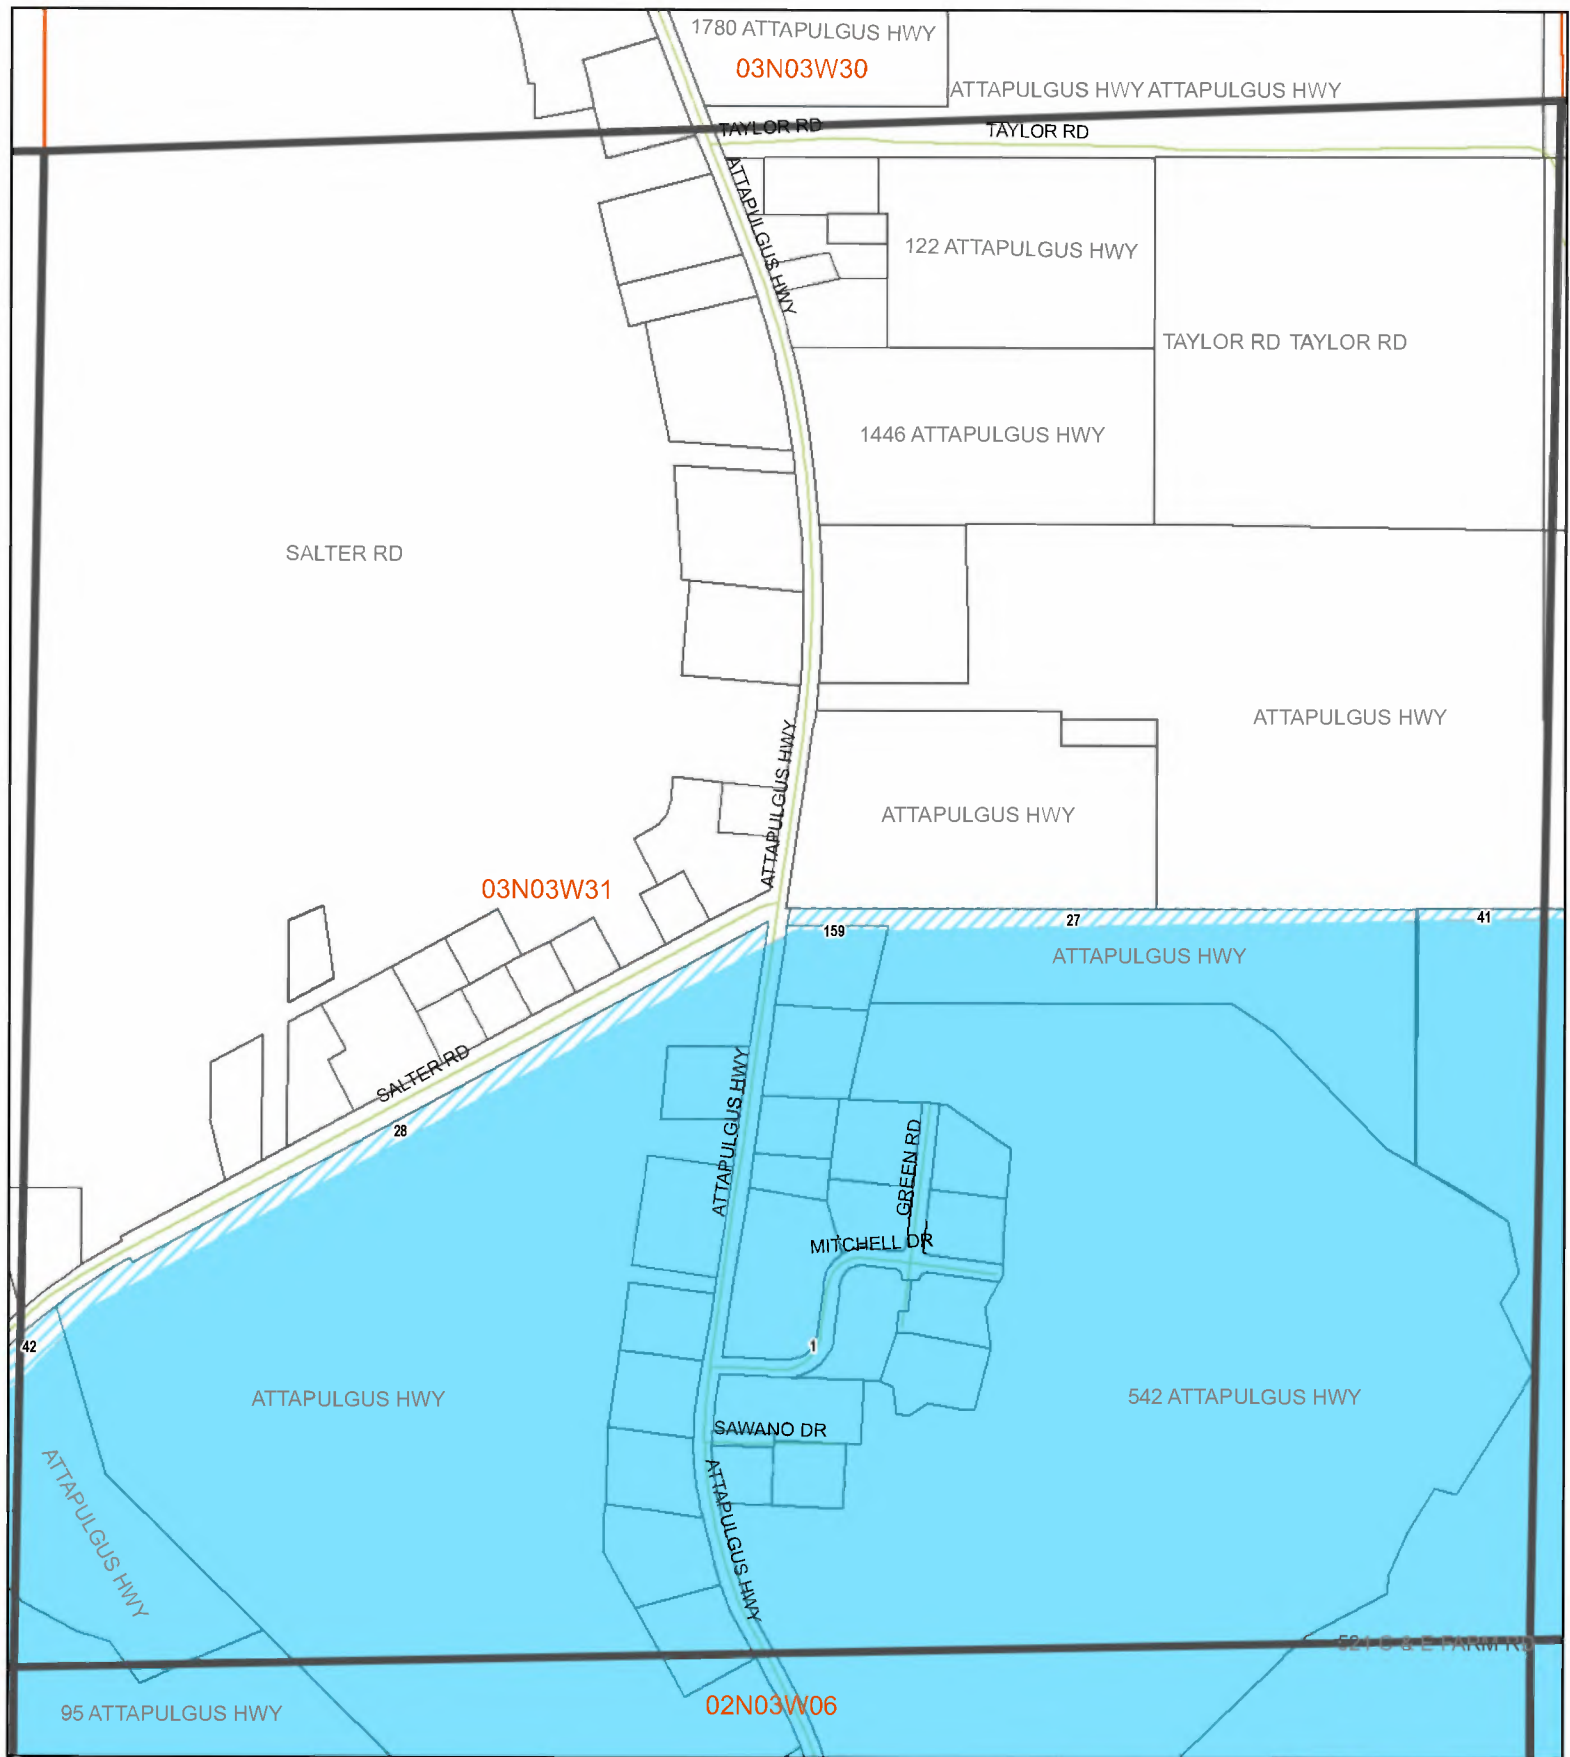 1780 ATTAPULGUS HWY
03N03W30
ATTAPULGUS HWY ATTAPULGUS HWY
TAYLOR RD
TAYLOR RD
ATTAPULGUS HWY
122 ATTAPULGUS HWY
TAYLOR RD TAYLOR RD
1446 ATTAPULGUS HWY
SALTER RD
ATTAPULGUS HWY
ATTAPULGUS HWY
ATTAPULGUS HWY
03N03W31
159
27
41
ATTAPULGUS HWY
SALTER RD
28
ATTAPULGUS HWY
GREEN RD
MITCHELL DR
42
1
ATTAPULGUS HWY
542 ATTAPULGUS HWY
SAWANO DR
ATTAPULGUS HWY
ATTAPULGUS HWY
521 C & E FARM RD
95 ATTAPULGUS HWY
02N03W06